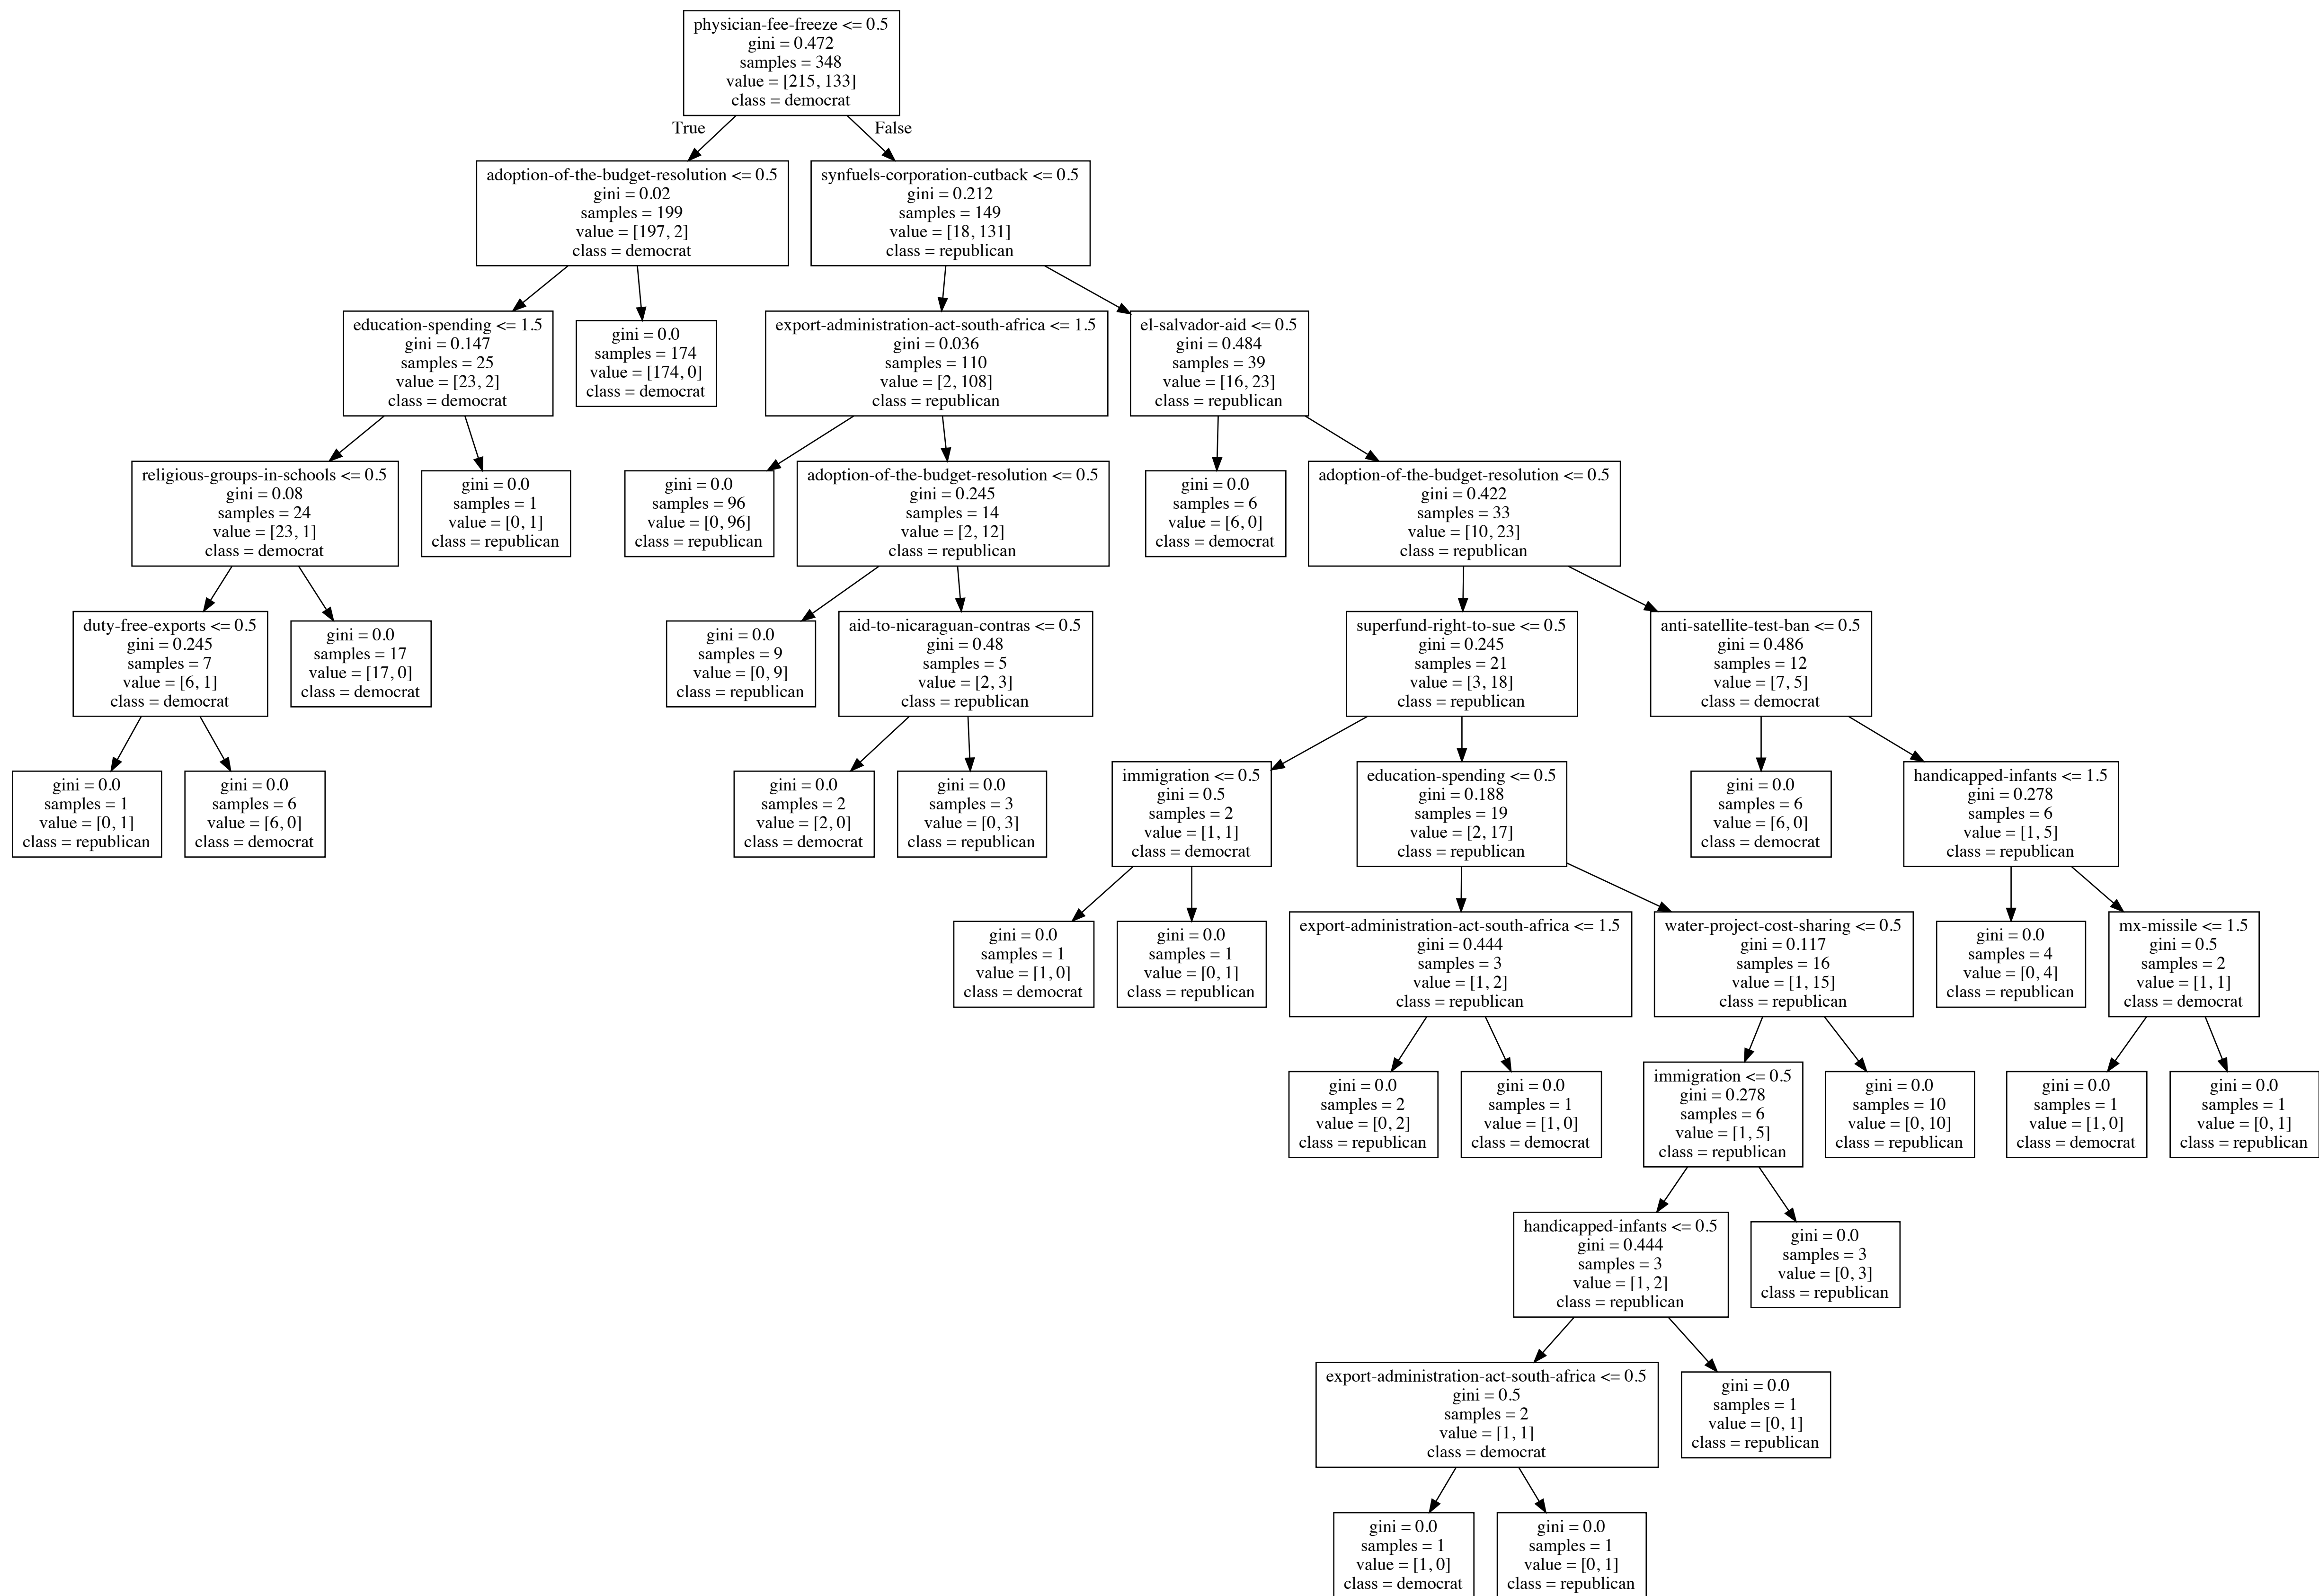 physician-fee-freeze <= 0.5
gini = 0.472
samples = 348
value = [215, 133]
class = democrat
True
False
adoption-of-the-budget-resolution <= 0.5
gini = 0.02
samples = 199
value = [197, 2]
class = democrat
synfuels-corporation-cutback <= 0.5
gini = 0.212
samples = 149
value = [18, 131]
class = republican
education-spending <= 1.5
gini = 0.147
samples = 25
value = [23, 2]
class = democrat
gini = 0.0
samples = 174
value = [174, 0]
class = democrat
export-administration-act-south-africa <= 1.5
gini = 0.036
samples = 110
value = [2, 108]
class = republican
el-salvador-aid <= 0.5
gini = 0.484
samples = 39
value = [16, 23]
class = republican
religious-groups-in-schools <= 0.5
gini = 0.08
samples = 24
value = [23, 1]
class = democrat
gini = 0.0
samples = 1
value = [0, 1]
class = republican
gini = 0.0
samples = 96
value = [0, 96]
class = republican
adoption-of-the-budget-resolution <= 0.5
gini = 0.245
samples = 14
value = [2, 12]
class = republican
gini = 0.0
samples = 6
value = [6, 0]
class = democrat
adoption-of-the-budget-resolution <= 0.5
gini = 0.422
samples = 33
value = [10, 23]
class = republican
duty-free-exports <= 0.5
gini = 0.245
samples = 7
value = [6, 1]
class = democrat
gini = 0.0
samples = 17
value = [17, 0]
class = democrat
gini = 0.0
samples = 9
value = [0, 9]
class = republican
aid-to-nicaraguan-contras <= 0.5
gini = 0.48
samples = 5
value = [2, 3]
class = republican
superfund-right-to-sue <= 0.5
gini = 0.245
samples = 21
value = [3, 18]
class = republican
anti-satellite-test-ban <= 0.5
gini = 0.486
samples = 12
value = [7, 5]
class = democrat
gini = 0.0
samples = 1
value = [0, 1]
class = republican
gini = 0.0
samples = 6
value = [6, 0]
class = democrat
gini = 0.0
samples = 2
value = [2, 0]
class = democrat
gini = 0.0
samples = 3
value = [0, 3]
class = republican
immigration <= 0.5
gini = 0.5
samples = 2
value = [1, 1]
class = democrat
education-spending <= 0.5
gini = 0.188
samples = 19
value = [2, 17]
class = republican
gini = 0.0
samples = 6
value = [6, 0]
class = democrat
handicapped-infants <= 1.5
gini = 0.278
samples = 6
value = [1, 5]
class = republican
gini = 0.0
samples = 1
value = [1, 0]
class = democrat
gini = 0.0
samples = 1
value = [0, 1]
class = republican
export-administration-act-south-africa <= 1.5
gini = 0.444
samples = 3
value = [1, 2]
class = republican
water-project-cost-sharing <= 0.5
gini = 0.117
samples = 16
value = [1, 15]
class = republican
gini = 0.0
samples = 4
value = [0, 4]
class = republican
mx-missile <= 1.5
gini = 0.5
samples = 2
value = [1, 1]
class = democrat
gini = 0.0
samples = 2
value = [0, 2]
class = republican
gini = 0.0
samples = 1
value = [1, 0]
class = democrat
immigration <= 0.5
gini = 0.278
samples = 6
value = [1, 5]
class = republican
gini = 0.0
samples = 10
value = [0, 10]
class = republican
gini = 0.0
samples = 1
value = [1, 0]
class = democrat
gini = 0.0
samples = 1
value = [0, 1]
class = republican
handicapped-infants <= 0.5
gini = 0.444
samples = 3
value = [1, 2]
class = republican
gini = 0.0
samples = 3
value = [0, 3]
class = republican
export-administration-act-south-africa <= 0.5
gini = 0.5
samples = 2
value = [1, 1]
class = democrat
gini = 0.0
samples = 1
value = [0, 1]
class = republican
gini = 0.0
samples = 1
value = [1, 0]
class = democrat
gini = 0.0
samples = 1
value = [0, 1]
class = republican